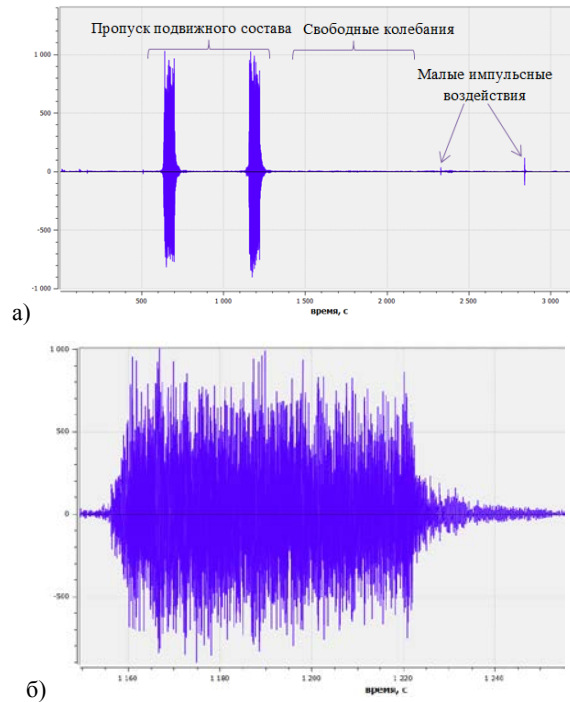 Пропуск подвижного состава
Свободные колебания
Малые импульсные
воздействия
1 000
500
0
-500
-1 000
500
1 000
1 500
2 000
2 500
3 000
время, с
а)
1 000
500
0
-500
1 160
1 180
1 200
1 220
1 240
время, с
б)